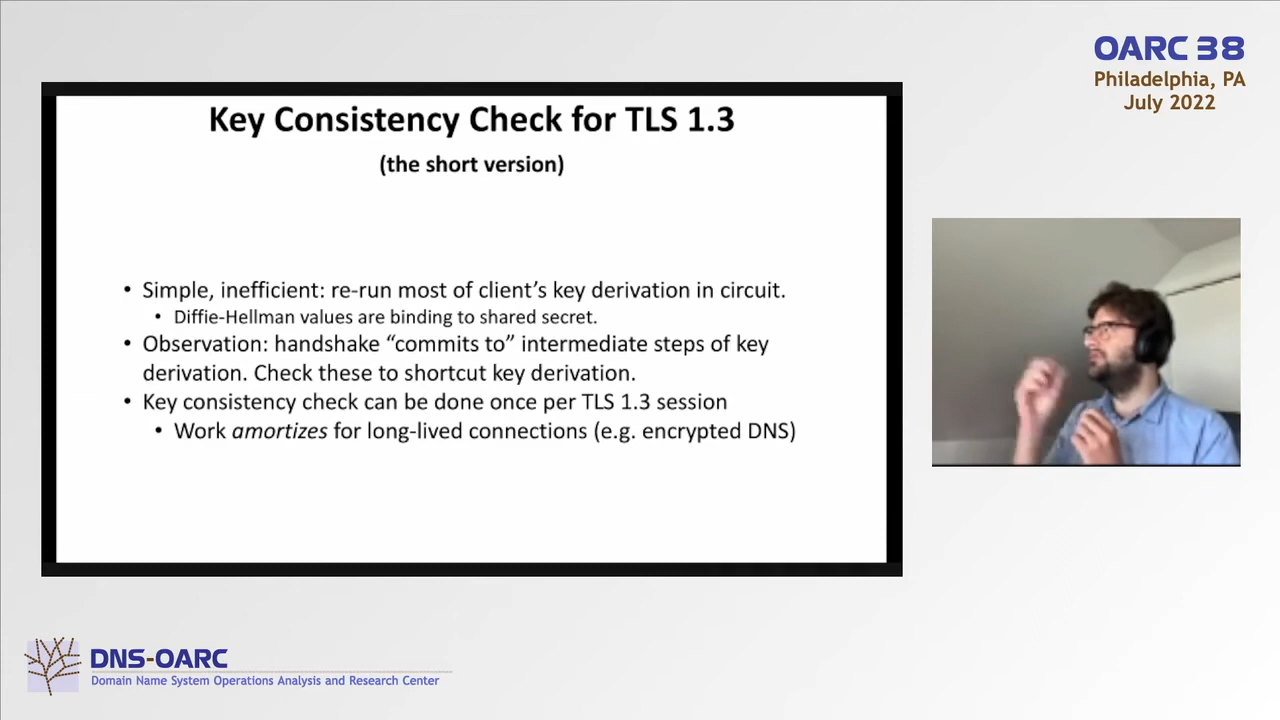 OARC 38
Philadelphia, PA
July 2022
Key Consistency Check for TLS 1.3
(the short version)
• Simple, inefficient: re-run most of client’s key derivation in circuit.
• Diffie-Hellman values are binding to shared secret.
• Observation: handshake “commits to” intermediate steps of key
derivation. Check these to shortcut key derivation.
• Key consistency check can be done once per TLS 1.3 session
• Work amortizes for long-lived connections (e.g. encrypted DNS)
DNS-OARC
Domain Name System Operations Analysis and Research Center